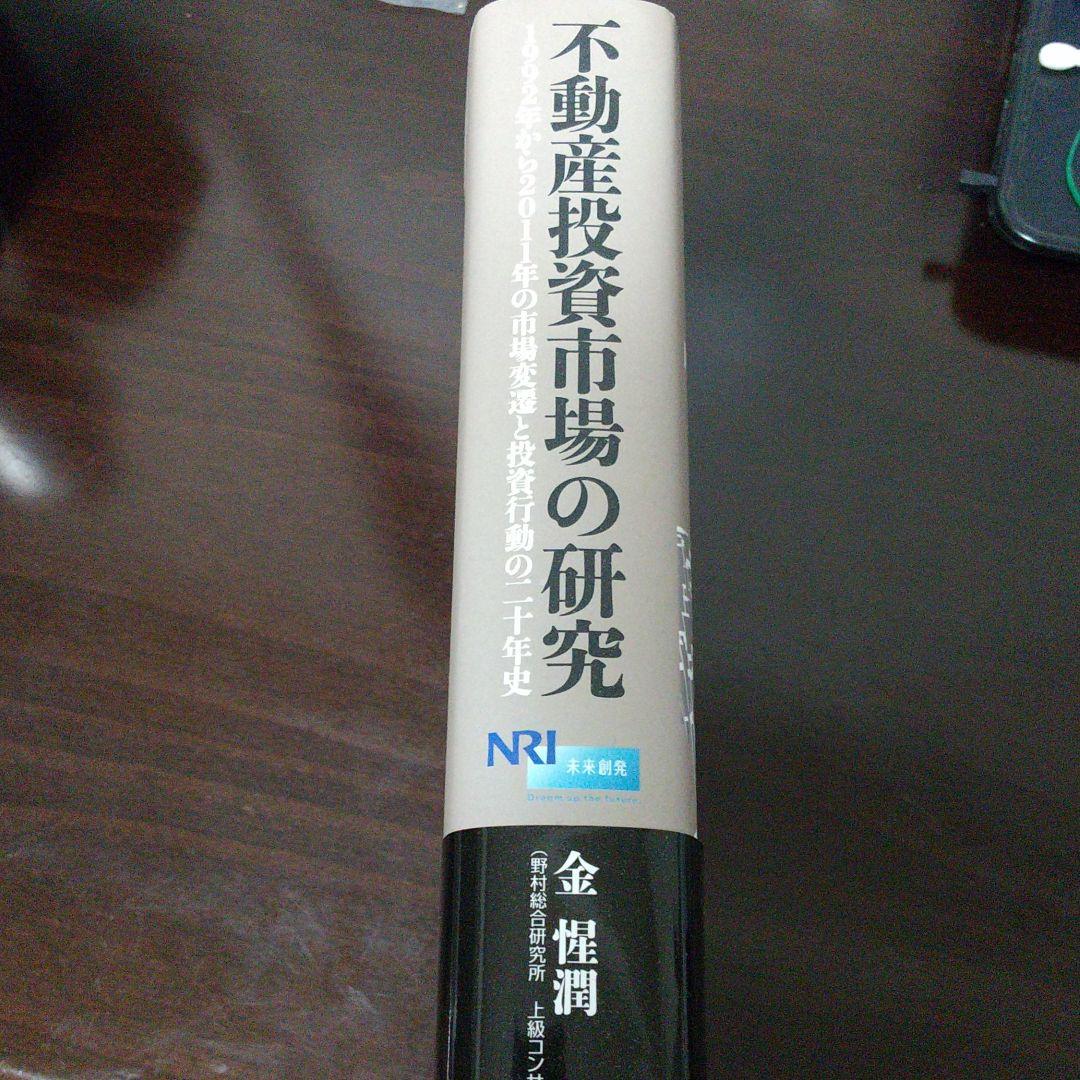 不動産投資市場の研究
1992年から2011年の市場変遷と投資行動の二十年史
NRI
未来創発
Dream up the future.
金 惺潤
(野村総合研究所 上級コンサ